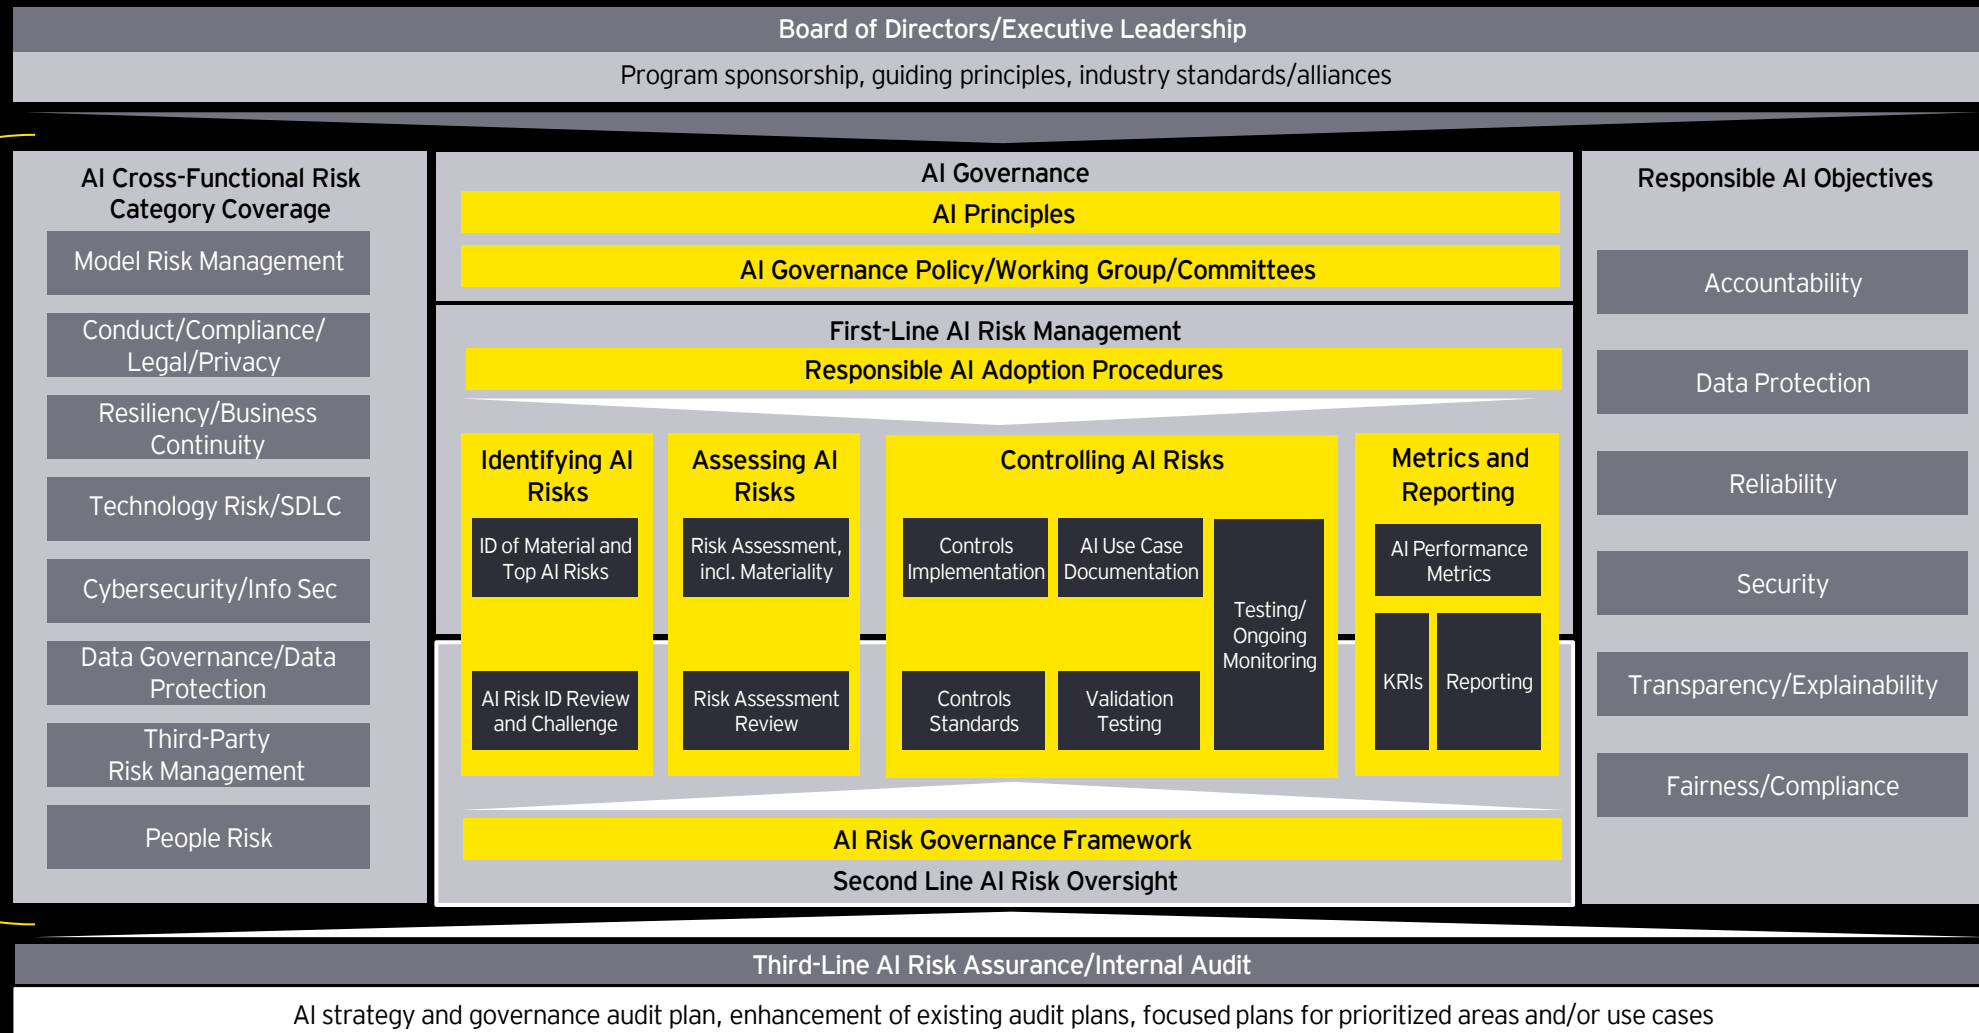 Board of Directors/Executive Leadership
Program sponsorship, guiding principles, industry standards/alliances
AI Cross-Functional Risk
Category Coverage
Model Risk Management
Conduct/Compliance/
Legal/Privacy
Resiliency/Business
Continuity
Technology Risk/SDLC
Cybersecurity/Info Sec
Data Governance/Data
Protection
Third-Party
Risk Management
People Risk
AI Governance
AI Principles
AI Governance Policy/Working Group/Committees
First-Line AI Risk Management
Responsible AI Adoption Procedures
Identifying AI
Risks
ID of Material and
Top AI Risks
AI Risk ID Review
and Challenge
Assessing AI
Risks
Risk Assessment,
incl. Materiality
Risk Assessment
Review
Controlling AI Risks
Controls
Implementation
AI Use Case
Documentation
Controls
Standards
Validation
Testing
Testing/
Ongoing
Monitoring
Metrics and
Reporting
AI Performance
Metrics
KRIs
Reporting
AI Risk Governance Framework
Second Line AI Risk Oversight
Responsible AI Objectives
Accountability
Data Protection
Reliability
Security
Transparency/Explainability
Fairness/Compliance
Third-Line AI Risk Assurance/Internal Audit
AI strategy and governance audit plan, enhancement of existing audit plans, focused plans for prioritized areas and/or use cases